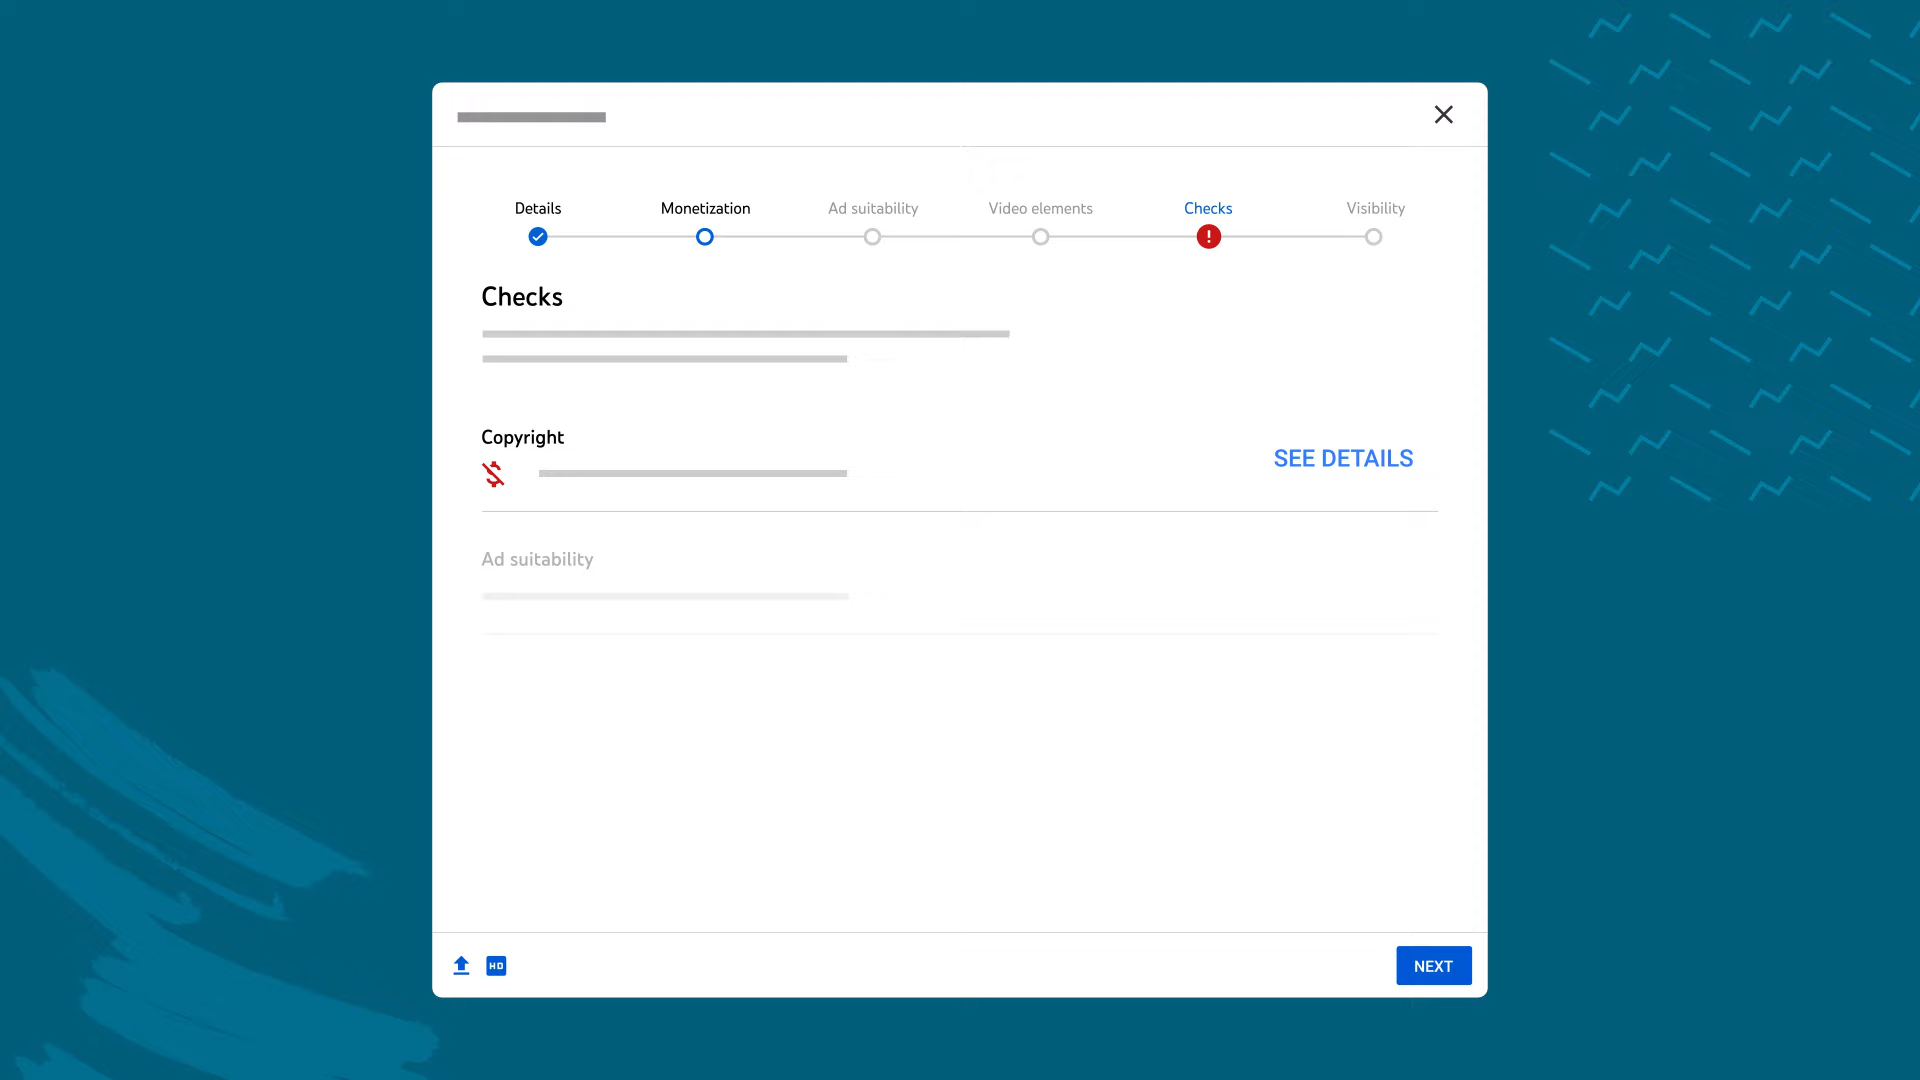 Details
Monetization
Ad suitability
Video elements
Checks
Visibility
!
Checks
Copyright
SEE DETAILS
Ad suitability
HD
NEXT